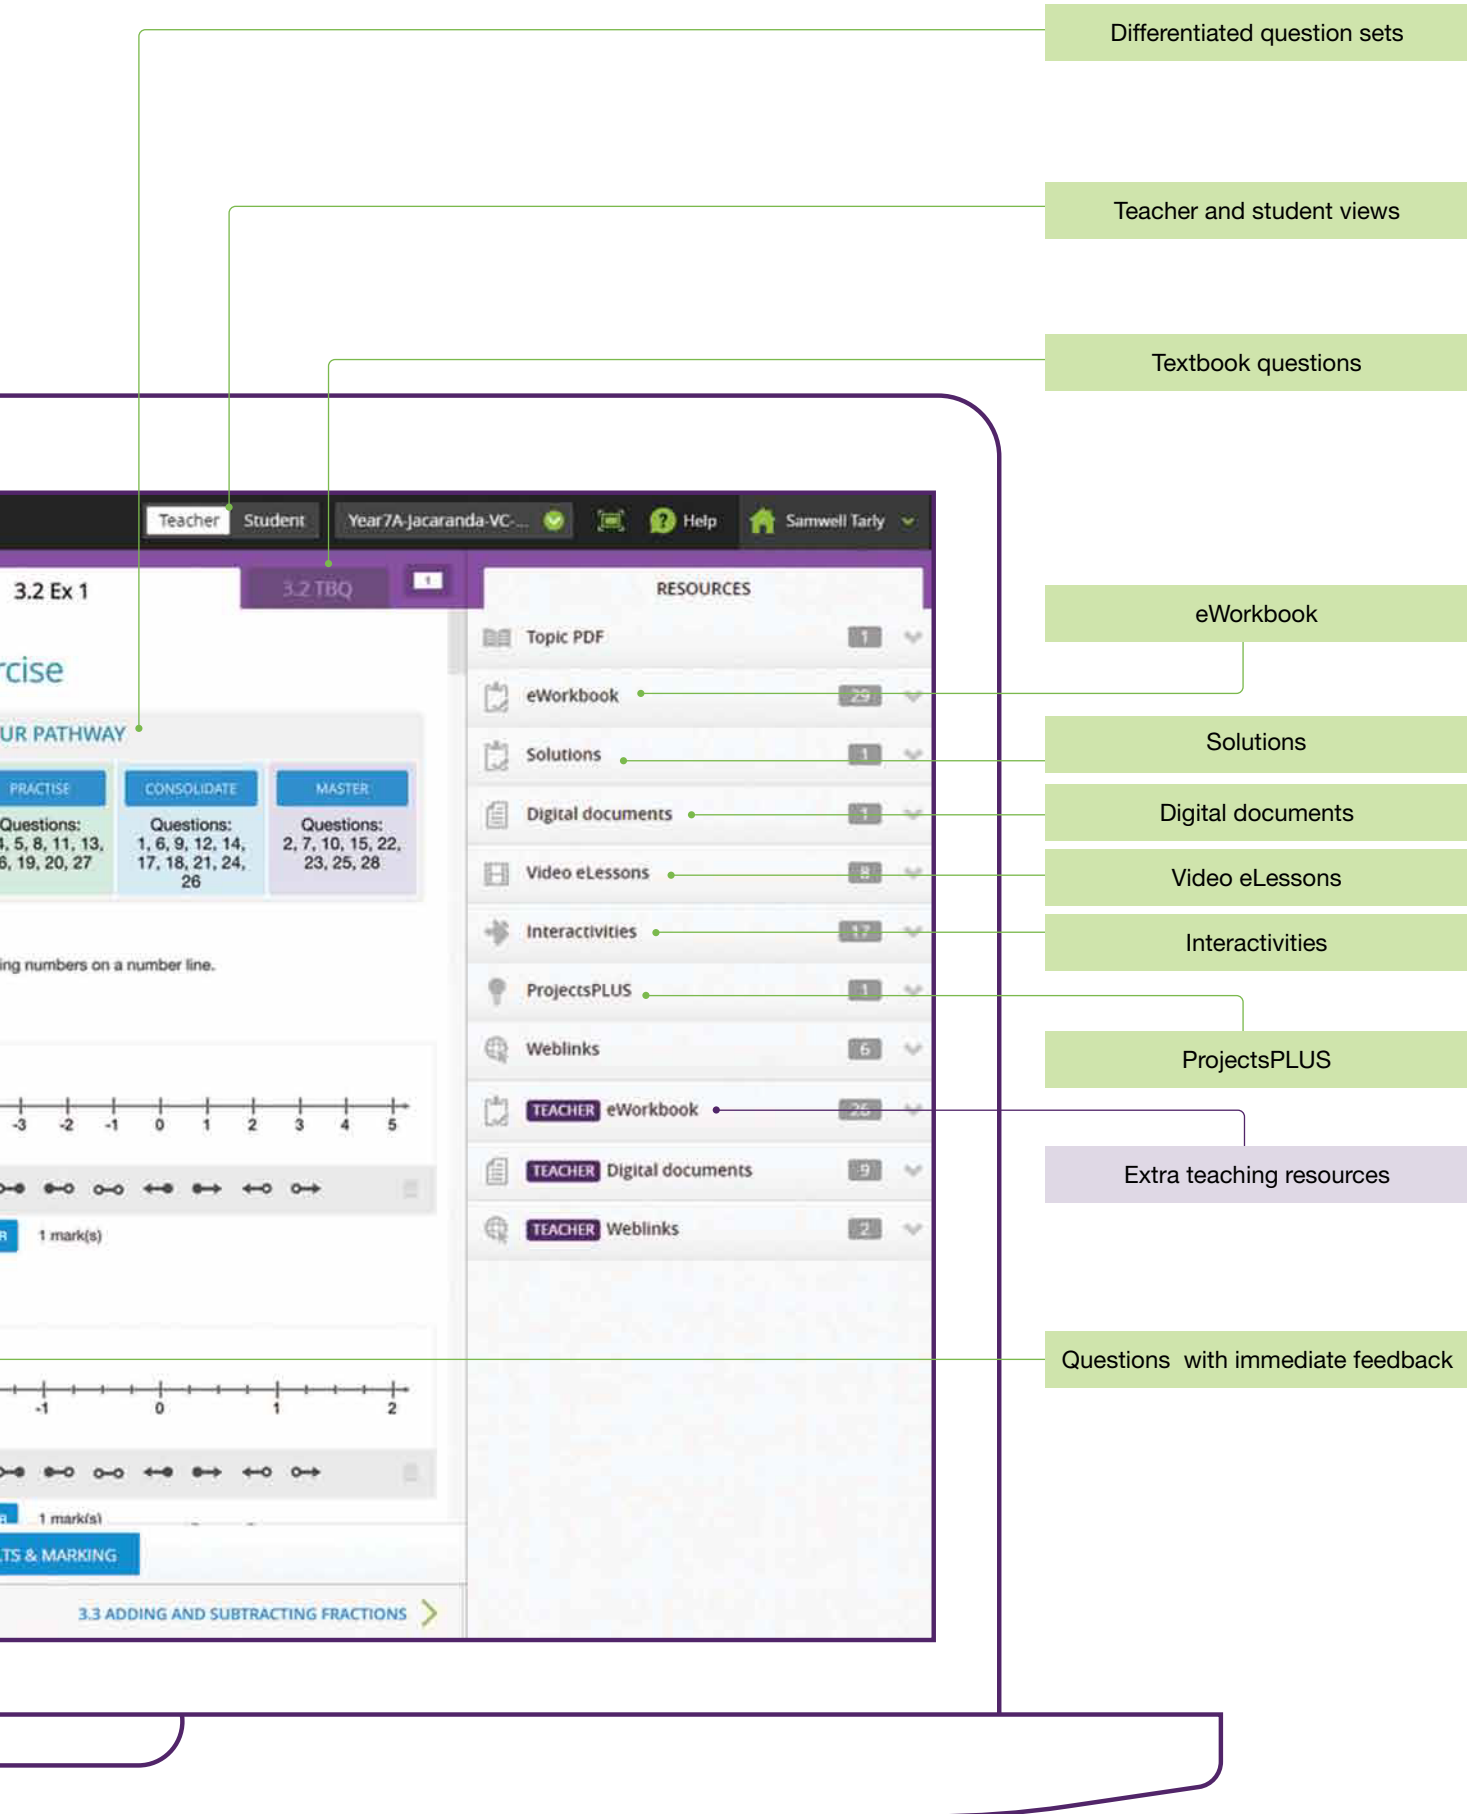 Differentiated question sets
Teacher and student views
Textbook questions
Teacher Student Year7A-Jacaranda-VC-... ? Help Samwell Tarly
3.2 Ex 1
3.2 TBQ
1
rcise
UR PATHWAY
PRACTISE
Questions:
4, 5, 8, 11, 13,
6, 19, 20, 27
CONSOLIDATE
Questions:
1, 6, 9, 12, 14,
17, 18, 21, 24,
26
MASTER
Questions:
2, 7, 10, 15, 22,
23, 25, 28
ing numbers on a number line.
-3 -2 -1 0 1 2 3 4 5
R 1 mark(s)
-1 0 1 2
1 mark(s)
LTS & MARKING
3.3 ADDING AND SUBTRACTING FRACTIONS
RESOURCES
Topic PDF 1
eWorkbook 29
Solutions 1
Digital documents 1
Video eLessons 8
Interactivities 17
ProjectsPLUS 1
Weblinks 6
TEACHER eWorkbook 26
TEACHER Digital documents 9
TEACHER Weblinks 2
eWorkbook
Solutions
Digital documents
Video eLessons
Interactivities
ProjectsPLUS
Extra teaching resources
Questions with immediate feedback